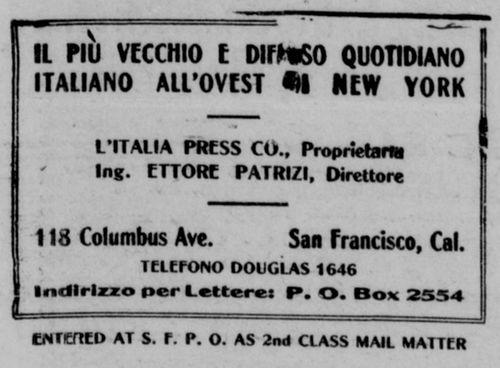 IL PIÙ VECCHIO E DIFFUSO QUOTIDIANO
ITALIANO ALL'OVEST DI NEW YORK
L'ITALIA PRESS CO., Proprietaria
Ing. ETTORE PATRIZI, Direttore
118 Columbus Ave. San Francisco, Cal.
TELEFONO DOUGLAS 1646
Indirizzo per Lettere: P. O. Box 2554
ENTERED AT S. F. P. O. AS 2nd CLASS MAIL MATTER